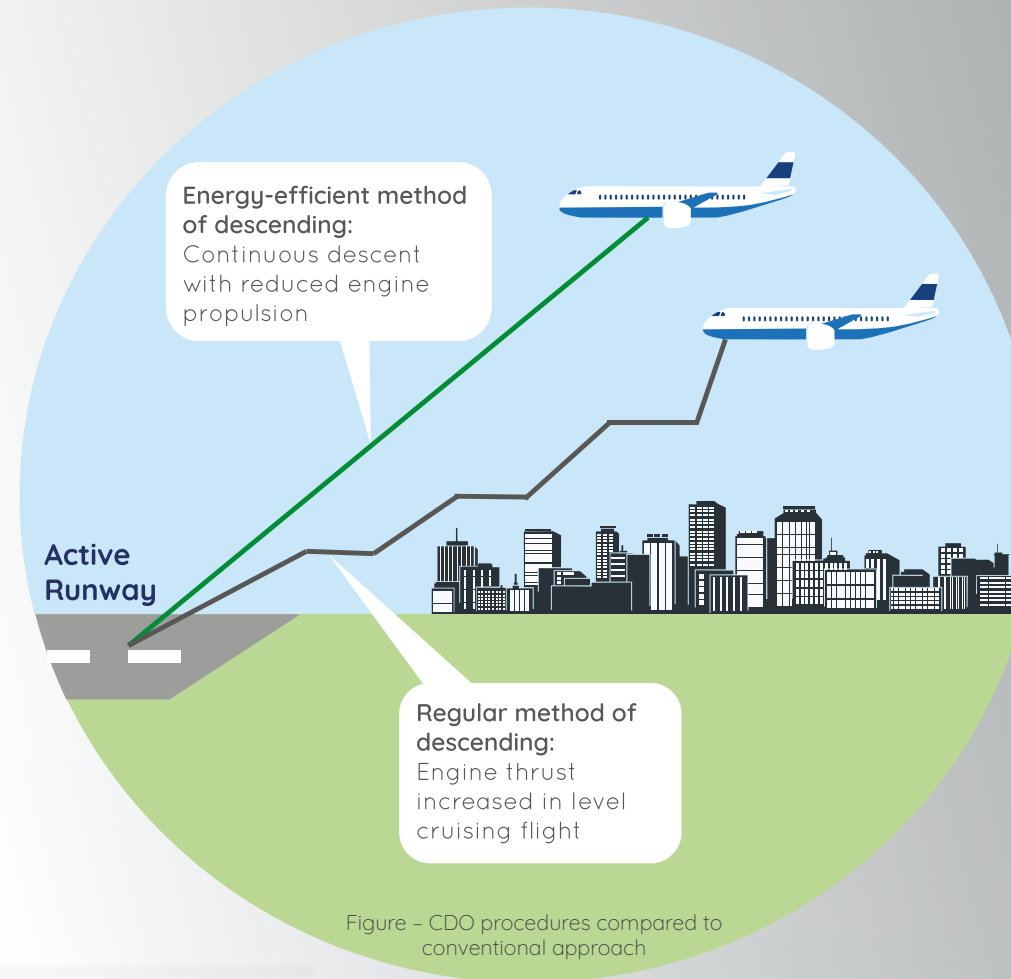 Energy-efficient method
of descending:
Continuous descent
with reduced engine
propulsion
Active
Runway
Regular method of
descending:
Engine thrust
increased in level
cruising flight
Figure – CDO procedures compared to
conventional approach